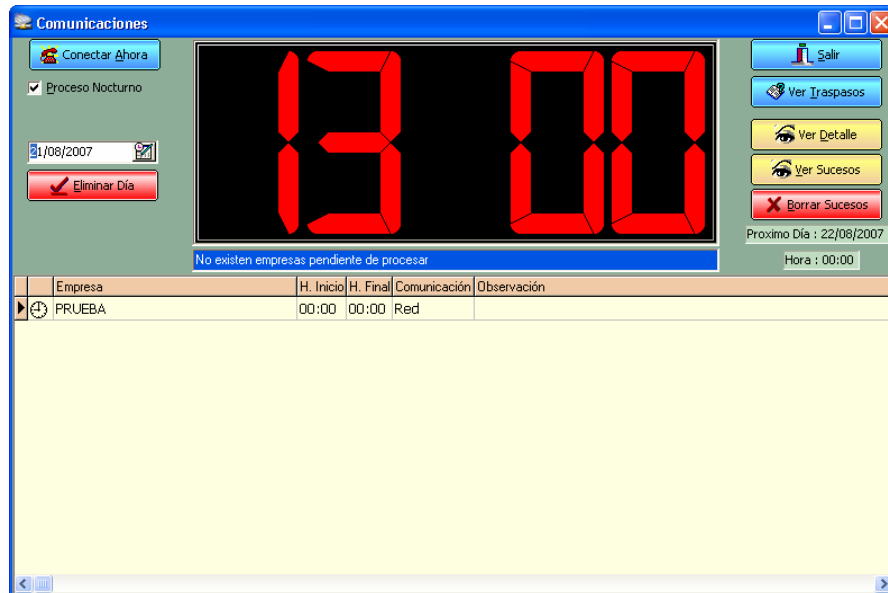 Comunicaciones
Conectar Ahora
Salir
Proceso Nocturno
Ver Traspasos
21/08/2007
Ver Detalle
Eliminar Día
Ver Sucesos
Borrar Sucesos
13 00
Proximo Día : 22/08/2007
No existen empresas pendiente de procesar
Hora : 00:00
Empresa H. Inicio H. Final Comunicación Observación
PRUEBA 00:00 00:00 Red